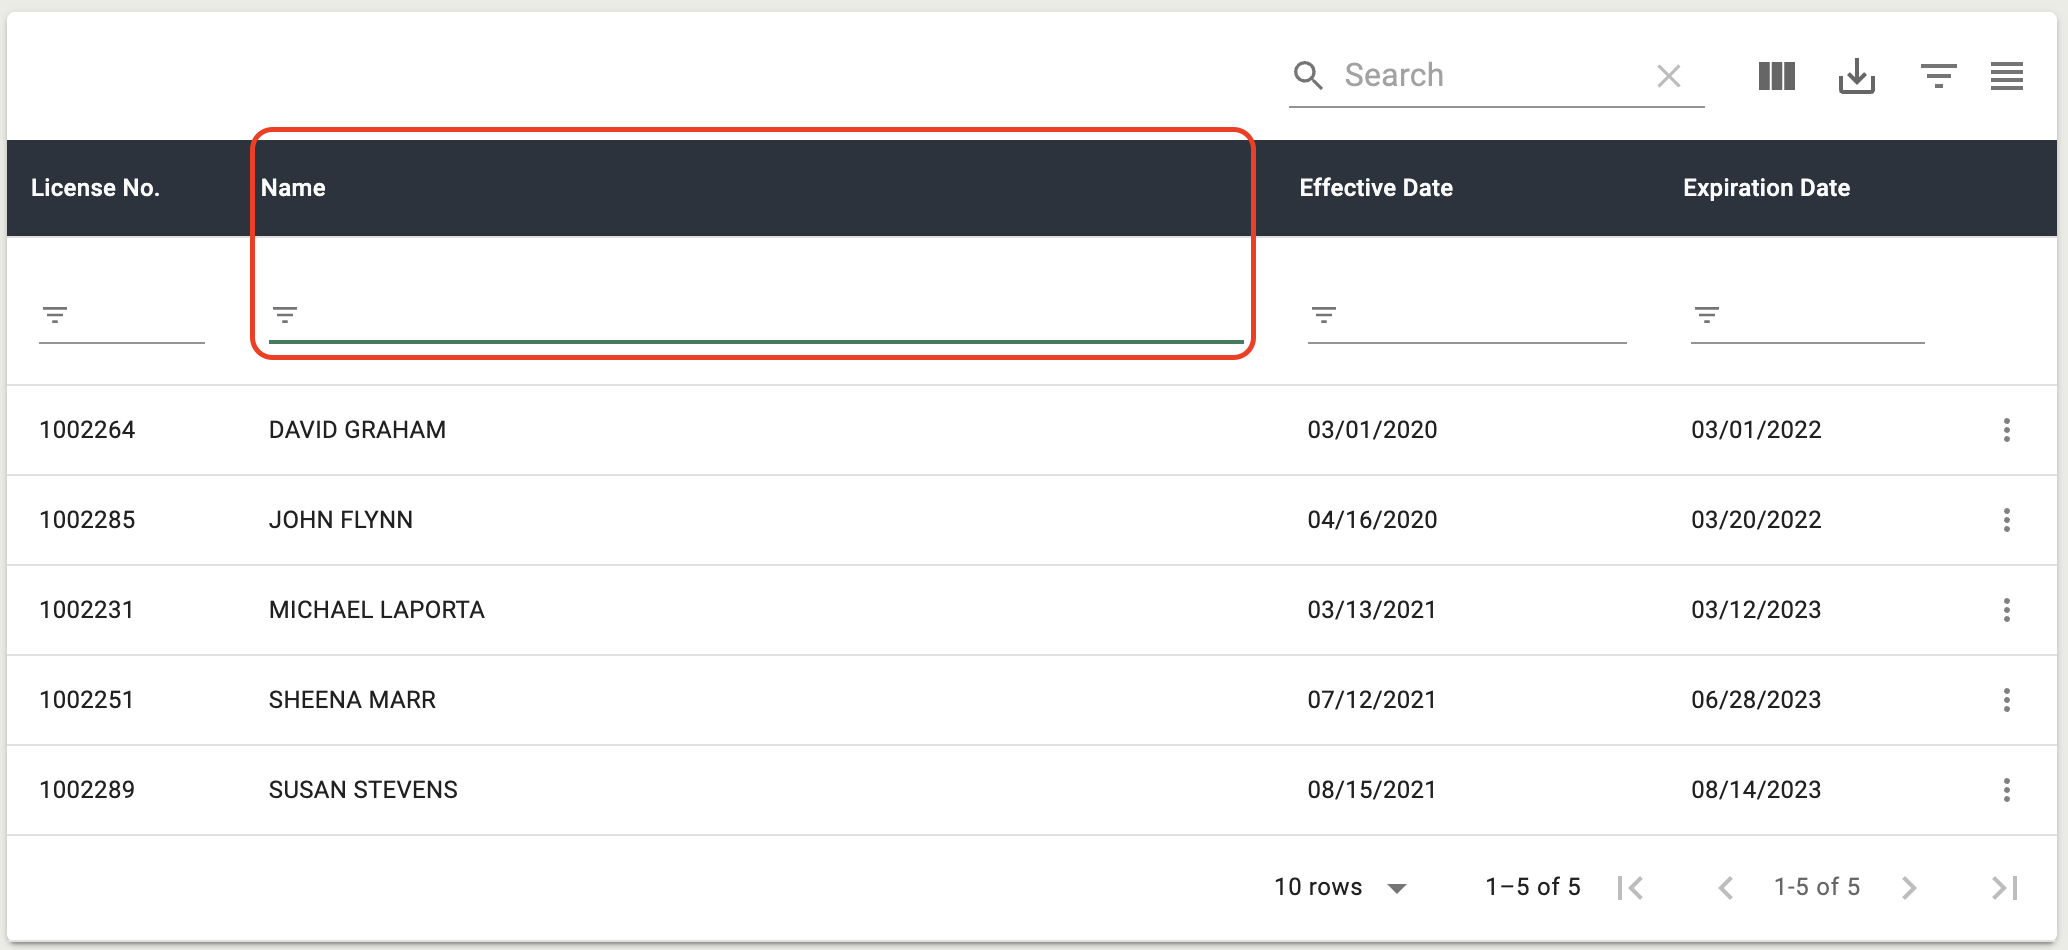 Search
License No. Name Effective Date Expiration Date
1002264 DAVID GRAHAM 03/01/2020 03/01/2022
1002285 JOHN FLYNN 04/16/2020 03/20/2022
1002231 MICHAEL LAPORTA 03/13/2021 03/12/2023
1002251 SHEENA MARR 07/12/2021 06/28/2023
1002289 SUSAN STEVENS 08/15/2021 08/14/2023
10 rows 1–5 of 5 1-5 of 5